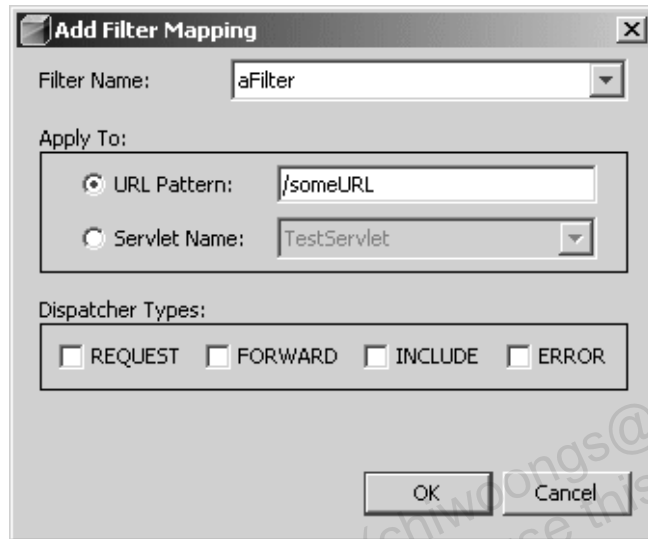 Add Filter Mapping
Filter Name: aFilter
Apply To:
URL Pattern: /someURL
Servlet Name: TestServlet
Dispatcher Types:
REQUEST FORWARD INCLUDE ERROR
OK Cancel